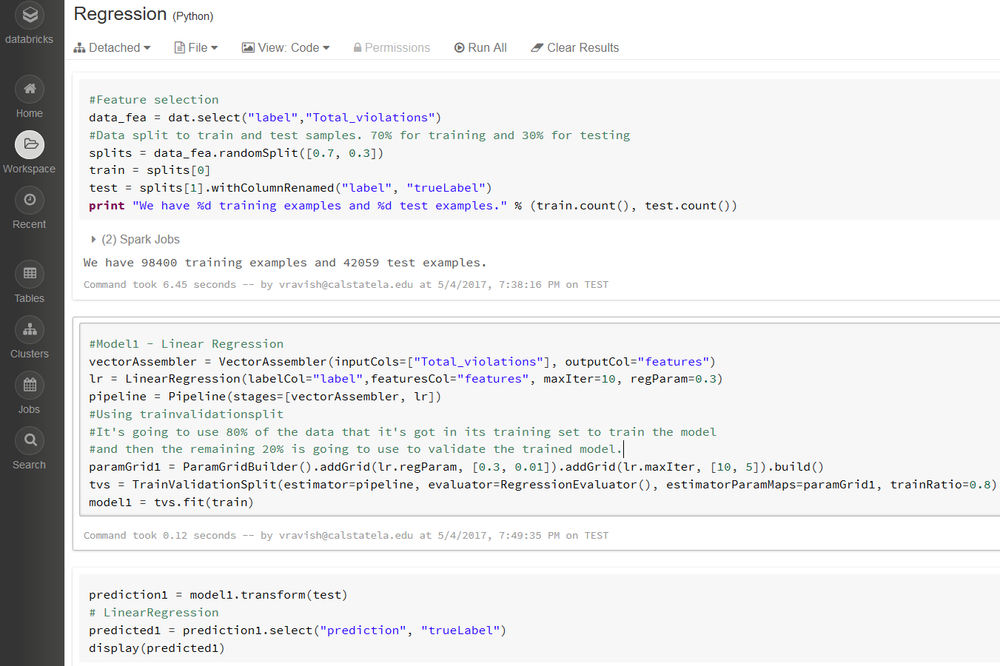 databricks
Home
Workspace
Recent
Tables
Clusters
Jobs
Search
Regression (Python)
Detached File View: Code Permissions Run All Clear Results
#Feature selection
data_fea = dat.select("label","Total_violations")
#Data split to train and test samples. 70% for training and 30% for testing
splits = data_fea.randomSplit([0.7, 0.3])
train = splits[0]
test = splits[1].withColumnRenamed("label", "trueLabel")
print "We have %d training examples and %d test examples." % (train.count(), test.count())
(2) Spark Jobs
We have 98400 training examples and 42059 test examples.
Command took 6.45 seconds -- by vravish@calstatela.edu at 5/4/2017, 7:38:16 PM on TEST
#Model1 - Linear Regression
vectorAssembler = VectorAssembler(inputCols=["Total_violations"], outputCol="features")
lr = LinearRegression(labelCol="label",featuresCol="features", maxIter=10, regParam=0.3)
pipeline = Pipeline(stages=[vectorAssembler, lr])
#Using trainvalidationsplit
#It's going to use 80% of the data that it's got in its training set to train the model
#and then the remaining 20% is going to use to validate the trained model.
paramGrid1 = ParamGridBuilder().addGrid(lr.regParam, [0.3, 0.01]).addGrid(lr.maxIter, [10, 5]).build()
tvs = TrainValidationSplit(estimator=pipeline, evaluator=RegressionEvaluator(), estimatorParamMaps=paramGrid1, trainRatio=0.8)
model1 = tvs.fit(train)
Command took 0.12 seconds -- by vravish@calstatela.edu at 5/4/2017, 7:49:35 PM on TEST
prediction1 = model1.transform(test)
# LinearRegression
predicted1 = prediction1.select("prediction", "trueLabel")
display(predicted1)